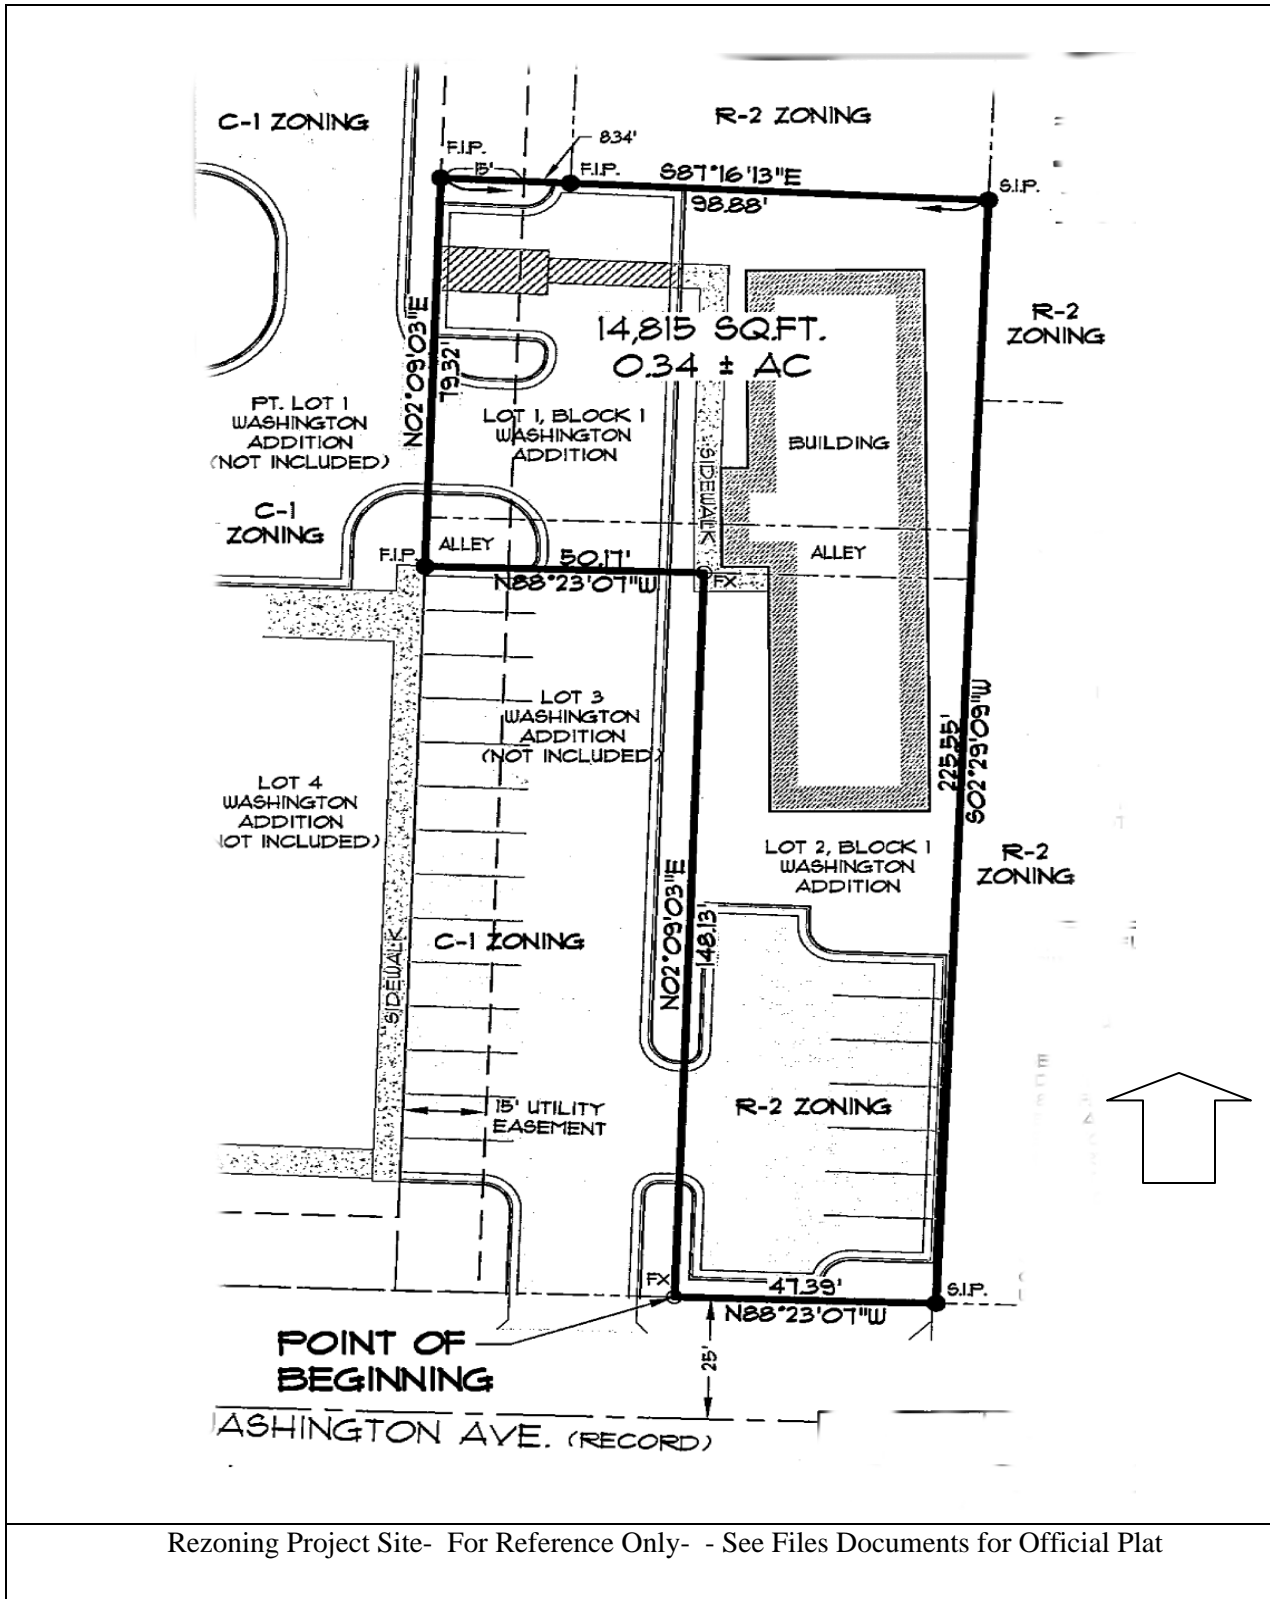 C-1 ZONING
R-2 ZONING
8.34'
F.I.P.
15'
F.I.P.
S87°16'13"E
98.88'
S.I.P.
N02°09'03"E
79.32'
14,815 SQ.FT.
0.34 ± AC
R-2
ZONING
PT. LOT 1
WASHINGTON
ADDITION
(NOT INCLUDED)
LOT 1, BLOCK 1
WASHINGTON
ADDITION
SIDEWALK
BUILDING
C-1
ZONING
F.I.P.
ALLEY
50.17'
N88°23'07"W
FX
ALLEY
LOT 3
WASHINGTON
ADDITION
(NOT INCLUDED)
225.55'
S02°29'09"W
LOT 4
WASHINGTON
ADDITION
NOT INCLUDED)
LOT 2, BLOCK 1
WASHINGTON
ADDITION
R-2
ZONING
N02°09'03"E
148.13'
C-1 ZONING
SIDEWALK
R-2 ZONING
15' UTILITY
EASEMENT
FX
47.39'
N88°23'07"W
S.I.P.
POINT OF
BEGINNING
25'
ASHINGTON AVE. (RECORD)
Rezoning Project Site- For Reference Only- - See Files Documents for Official Plat